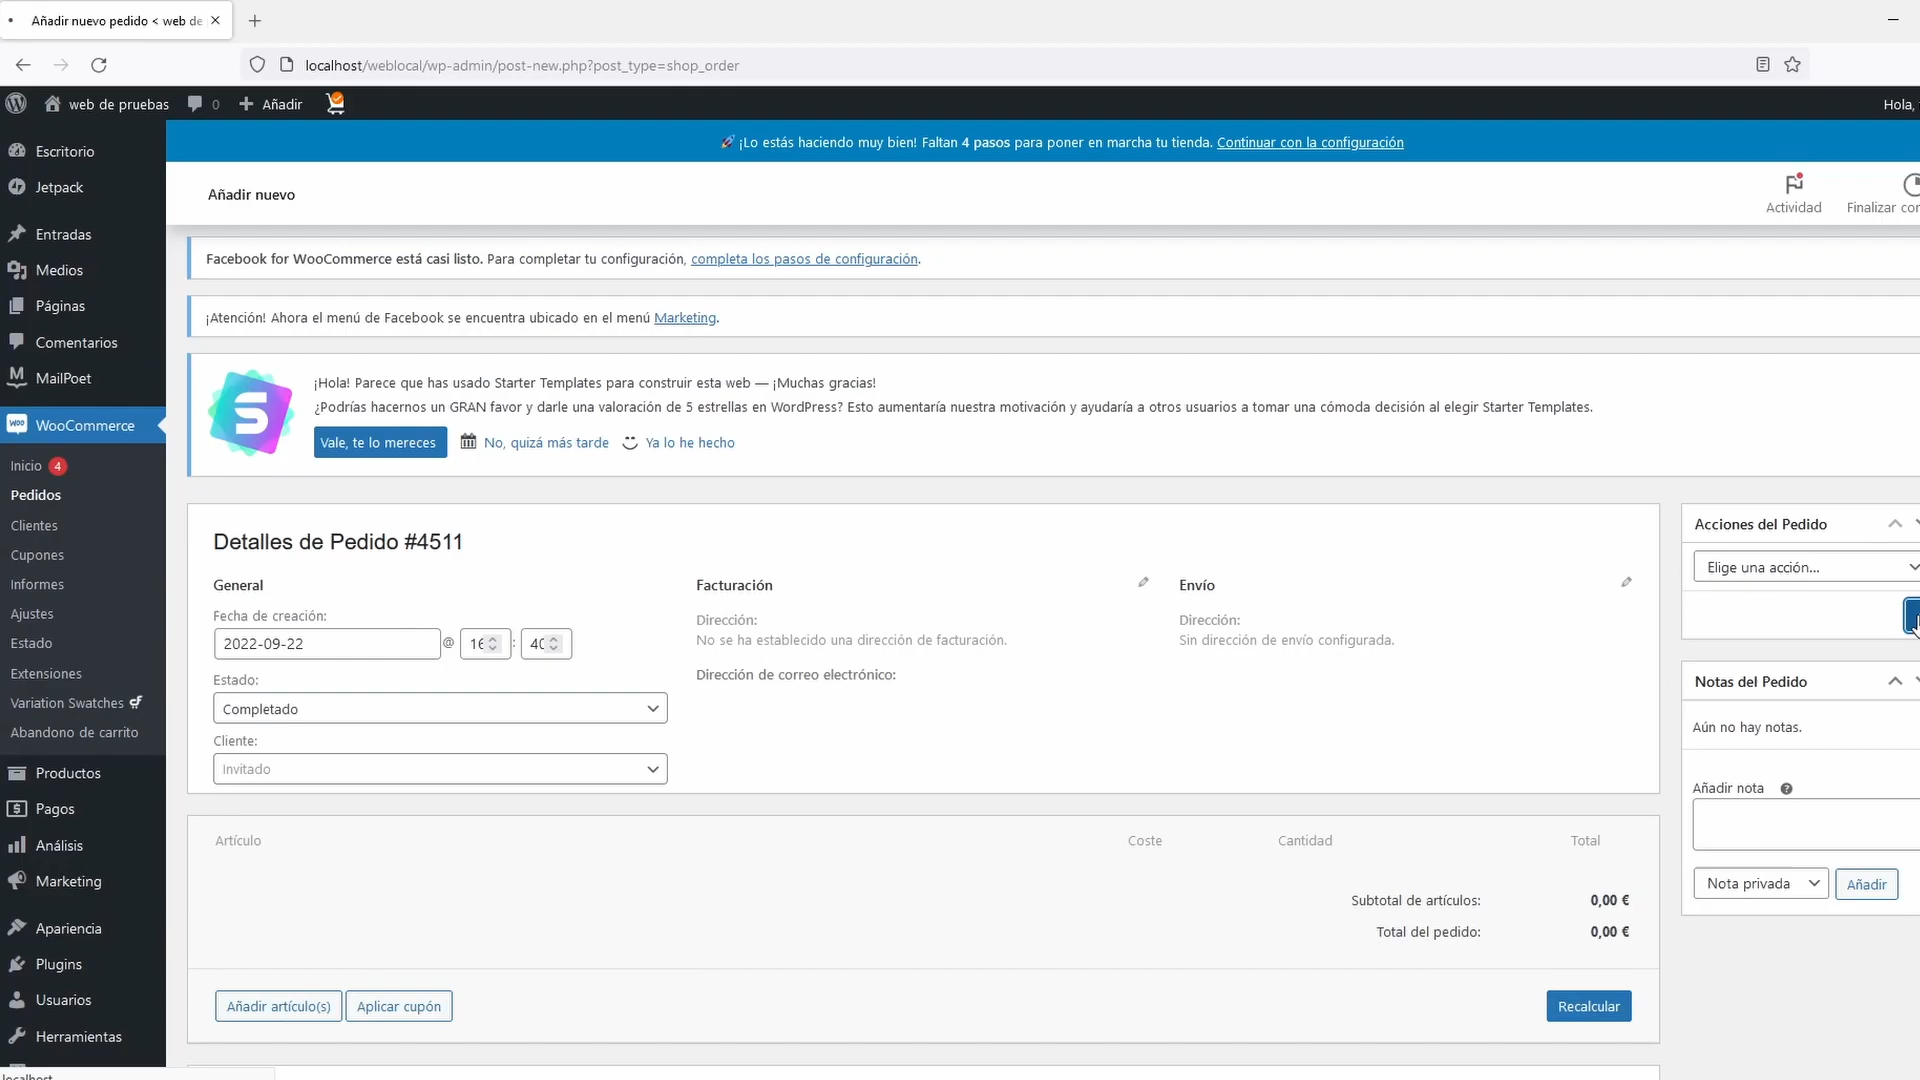 Añadir nuevo pedido < web de
localhost/weblocal/wp-admin/post-new.php?post_type=shop_order
web de pruebas 0 Añadir Hola,
¡Lo estás haciendo muy bien! Faltan 4 pasos para poner en marcha tu tienda. Continuar con la configuración
Añadir nuevo
Actividad
Finalizar
Escritorio
Jetpack
Entradas
Medios
Páginas
Comentarios
MailPoet
WooCommerce
Inicio 4
Pedidos
Clientes
Cupones
Informes
Ajustes
Estado
Extensiones
Variation Swatches
Abandono de carrito
Productos
Pagos
Análisis
Marketing
Apariencia
Plugins
Usuarios
Herramientas
Facebook for WooCommerce está casi listo. Para completar tu configuración, completa los pasos de configuración.
¡Atención! Ahora el menú de Facebook se encuentra ubicado en el menú Marketing.
S
¡Hola! Parece que has usado Starter Templates para construir esta web — ¡Muchas gracias!
¿Podrías hacernos un GRAN favor y darle una valoración de 5 estrellas en WordPress? Esto aumentaría nuestra motivación y ayudaría a otros usuarios a tomar una cómoda decisión al elegir Starter Templates.
Vale, te lo mereces No, quizá más tarde Ya lo he hecho
Detalles de Pedido #4511
General
Fecha de creación:
2022-09-22 @ 16 : 40
Estado:
Completado
Cliente:
Invitado
Facturación
Dirección:
No se ha establecido una dirección de facturación.
Dirección de correo electrónico:
Envío
Dirección:
Sin dirección de envío configurada.
Artículo Coste Cantidad Total
Subtotal de artículos: 0,00 €
Total del pedido: 0,00 €
Añadir artículo(s) Aplicar cupón Recalcular
Acciones del Pedido
Elige una acción...
Notas del Pedido
Aún no hay notas.
Añadir nota ?
Nota privada Añadir